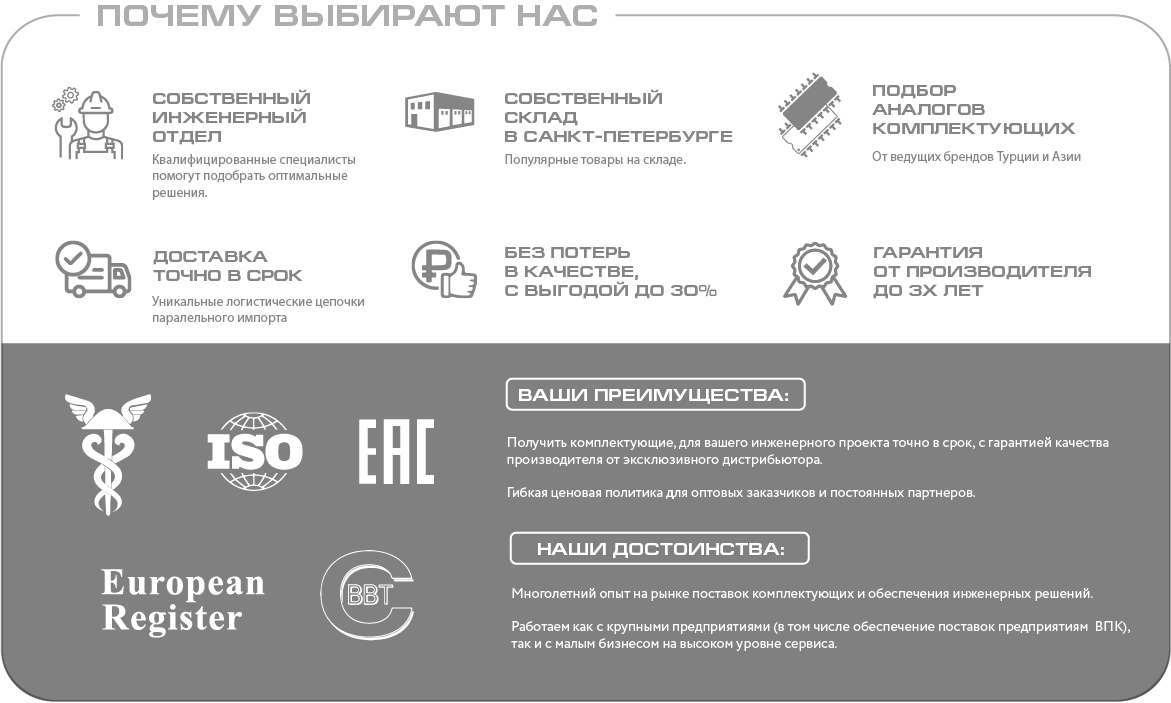 ПОЧЕМУ ВЫБИРАЮТ НАС
СОБСТВЕННЫЙ
ИНЖЕНЕРНЫЙ
ОТДЕЛ
Квалифицированные специалисты
помогут подобрать оптимальные
решения.
СОБСТВЕННЫЙ
СКЛАД
В САНКТ-ПЕТЕРБУРГЕ
Популярные товары на складе.
ПОДБОР
АНАЛОГОВ
КОМПЛЕКТУЮЩИХ
От ведущих брендов Турции и Азии
ДОСТАВКА
ТОЧНО В СРОК
Уникальные логистические цепочки
паралельного импорта
БЕЗ ПОТЕРЬ
В КАЧЕСТВЕ,
С ВЫГОДОЙ ДО 30%
ГАРАНТИЯ
ОТ ПРОИЗВОДИТЕЛЯ
ДО 3Х ЛЕТ
ISO
EAC
European
Register
ВВТ
ВАШИ ПРЕИМУЩЕСТВА:
Получить комплектующие, для вашего инженерного проекта точно в срок, с гарантией качества
производителя от эксклюзивного дистрибьютора.
Гибкая ценовая политика для оптовых заказчиков и постоянных партнеров.
НАШИ ДОСТОИНСТВА:
Многолетний опыт на рынке поставок комплектующих и обеспечения инженерных решений.
Работаем как с крупными предприятиями (в том числе обеспечение поставок предприятиям ВПК),
так и с малым бизнесом на высоком уровне сервиса.